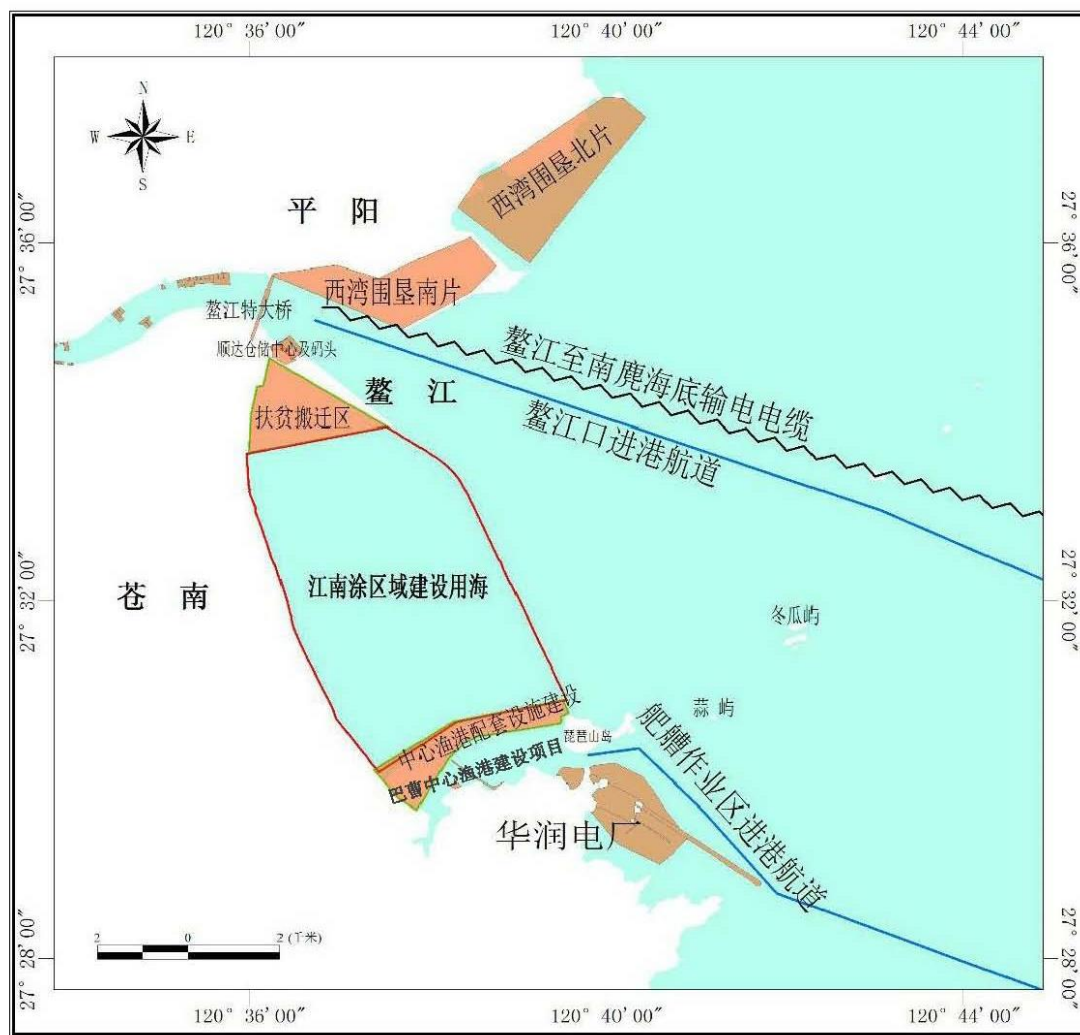 120° 36′00″
120° 40′00″
120° 44′00″
N
W
E
S
平 阳
西湾围垦北片
27° 36′00″
27° 36′00″
西湾围垦南片
鳌江特大桥
顺达仓储中心及码头
鳌 江
鳌江至南麂海底输电电缆
鳌江口进港航道
扶贫搬迁区
苍 南
江南涂区域建设用海
27° 32′00″
27° 32′00″
冬瓜屿
蒜屿
中心渔港配套设施建设
琵琶山岛
巴曹中心渔港建设项目
舥艚作业区进港航道
华润电厂
2
0
2 (千米)
27° 28′00″
27° 28′00″
120° 36′00″
120° 40′00″
120° 44′00″